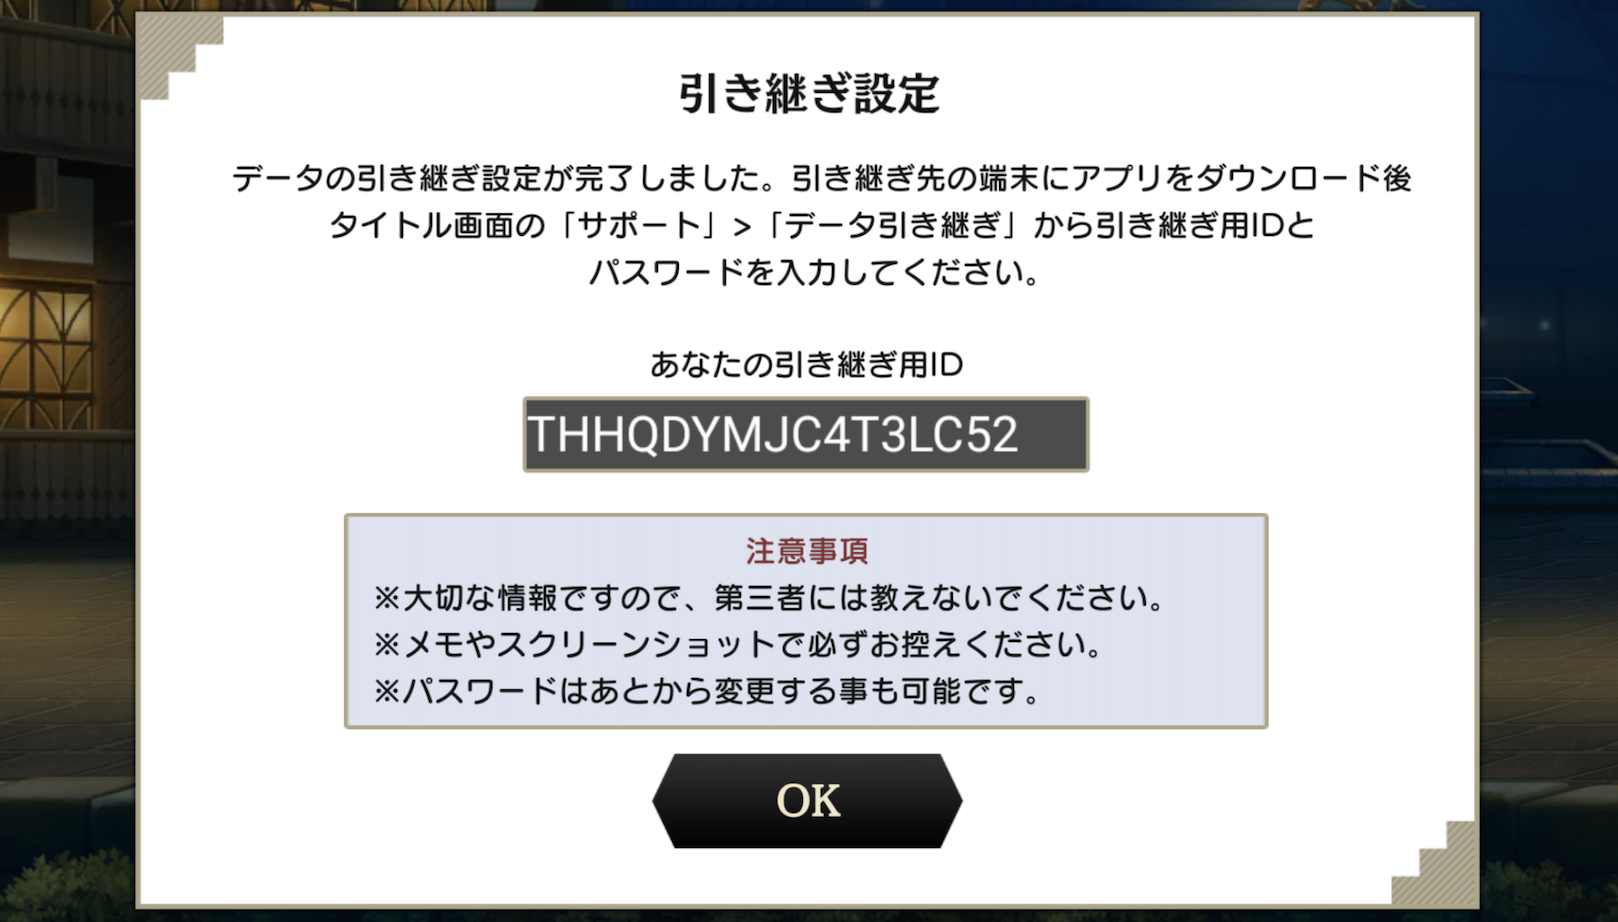 引き継ぎ設定
データの引き継ぎ設定が完了しました。引き継ぎ先の端末にアプリをダウンロード後
タイトル画面の「サポート」>「データ引き継ぎ」から引き継ぎ用IDと
パスワードを入力してください。
あなたの引き継ぎ用ID
THHQDYMJC4T3LC52
注意事項
※大切な情報ですので、第三者には教えないでください。
※メモやスクリーンショットで必ずお控えください。
※パスワードはあとから変更する事も可能です。
OK